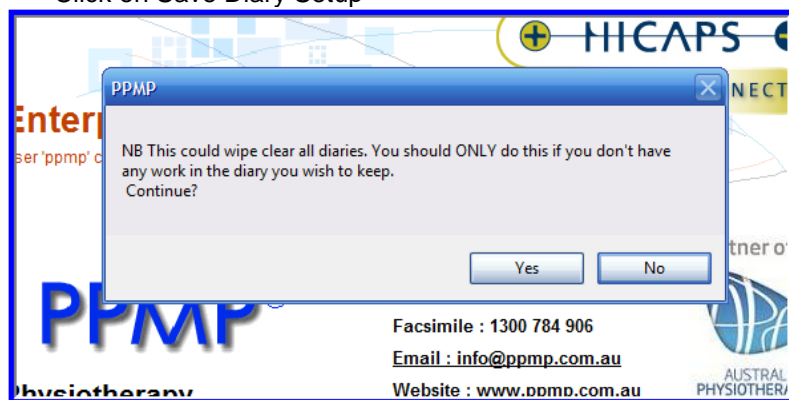 Click on Save Diary Setup
HICAPS
NECT
PPMP
Enter
ser 'ppmp' c
NB This could wipe clear all diaries. You should ONLY do this if you don't have
any work in the diary you wish to keep.
Continue?
Yes No
tner o
PPMP
Facsimile : 1300 784 906
Email : info@ppmp.com.au
Website : www.ppmp.com.au
Physiotherapy
AUSTRAL
PHYSIOTHERA